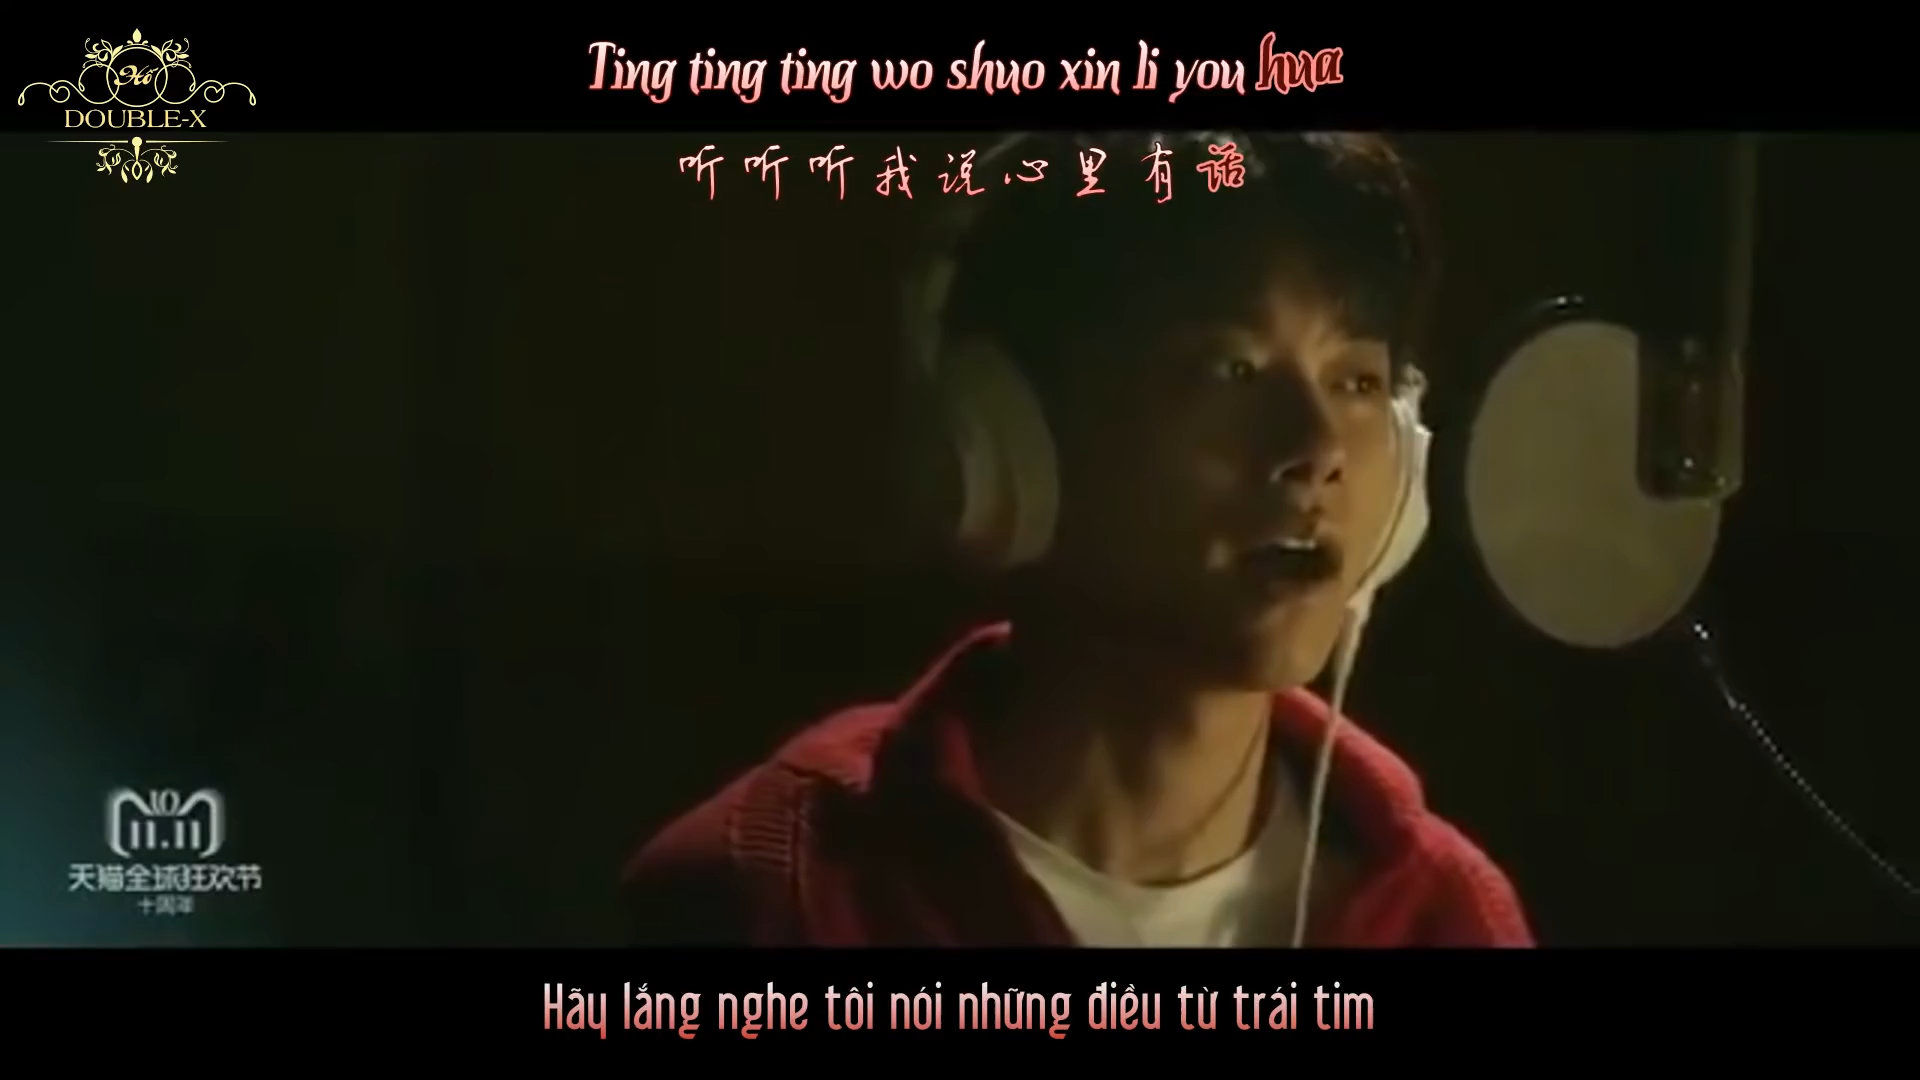 Hố
DOUBLE-X
Ting ting ting wo shuo xin li you hua
听听听我说心里有话
10
11.11
天猫全球狂欢节
十周年
Hãy lắng nghe tôi nói những điều từ trái tim